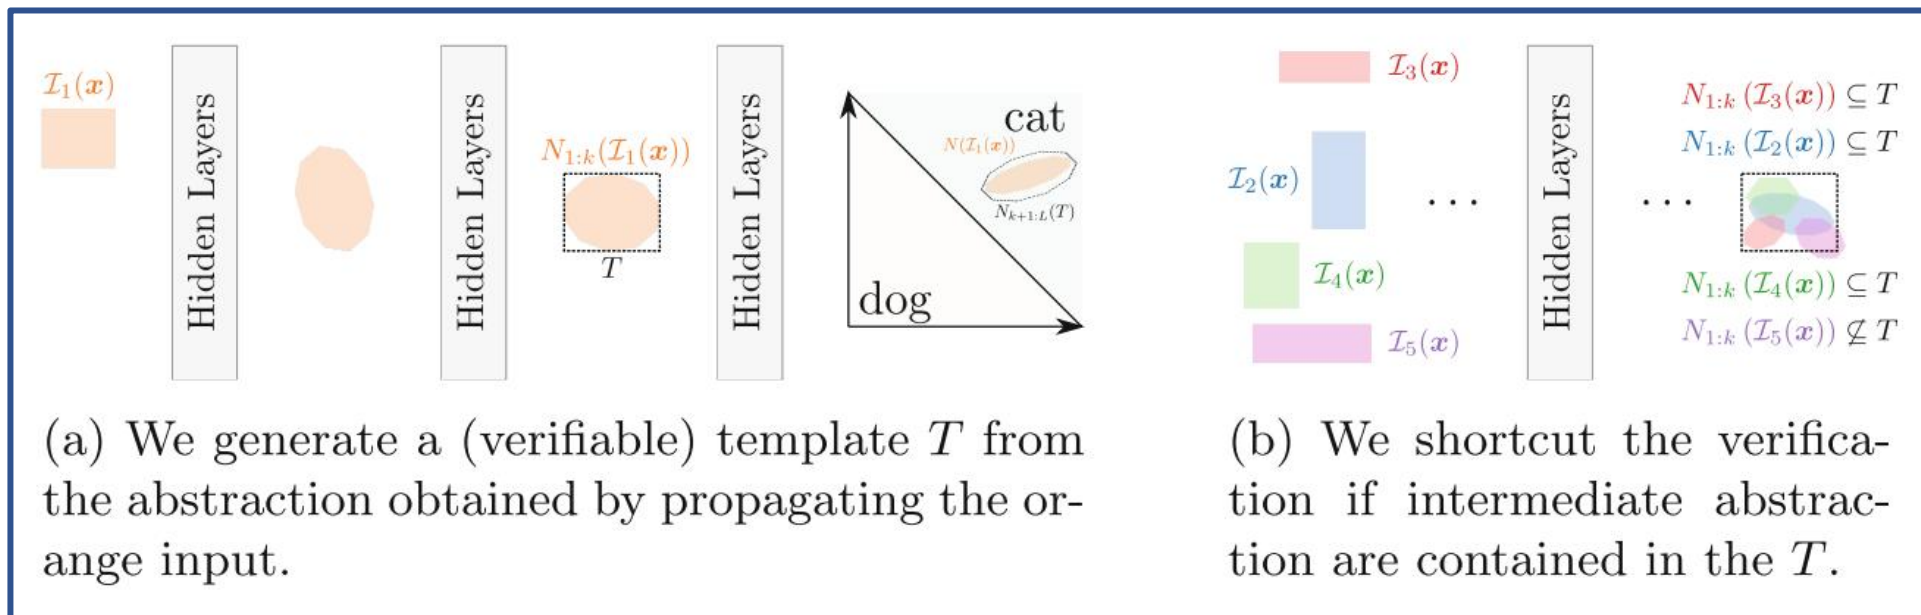 I₁(x)
Hidden Layers
Hidden Layers
N₁:ₖ(I₁(x))
T
Hidden Layers
cat
N(I₁(x))
Nₖ₊₁:L(T)
dog
(a) We generate a (verifiable) template T from
the abstraction obtained by propagating the or-
ange input.
I₃(x)
I₂(x)
I₄(x)
I₅(x)
. . .
Hidden Layers
. . .
N₁:ₖ (I₃(x)) ⊆ T
N₁:ₖ (I₂(x)) ⊆ T
N₁:ₖ (I₄(x)) ⊆ T
N₁:ₖ (I₅(x)) ⊈ T
(b) We shortcut the verifica-
tion if intermediate abstrac-
tion are contained in the T.